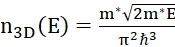 n₃D(E) = m*√2m*E / π²ħ³